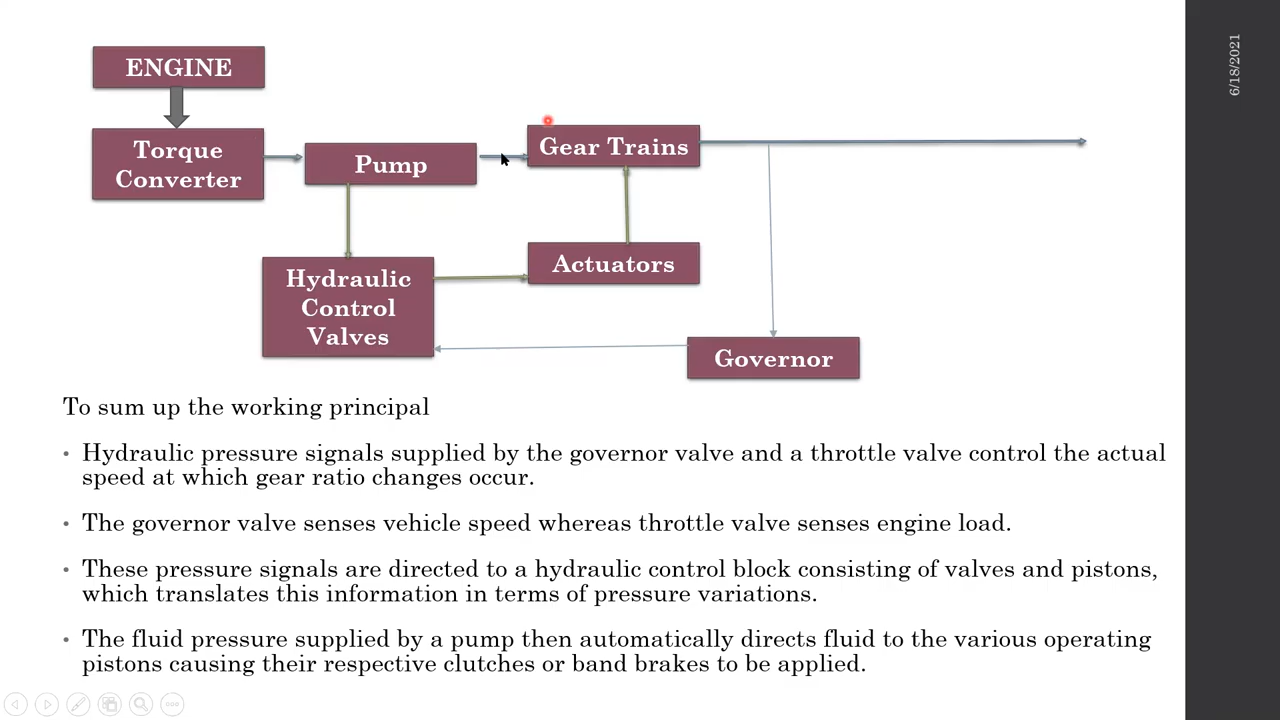 ENGINE
6/18/2021
Torque
Converter
Pump
Gear Trains
Hydraulic
Control
Valves
Actuators
Governor
To sum up the working principal
• Hydraulic pressure signals supplied by the governor valve and a throttle valve control the actual
speed at which gear ratio changes occur.
• The governor valve senses vehicle speed whereas throttle valve senses engine load.
• These pressure signals are directed to a hydraulic control block consisting of valves and pistons,
which translates this information in terms of pressure variations.
• The fluid pressure supplied by a pump then automatically directs fluid to the various operating
pistons causing their respective clutches or band brakes to be applied.